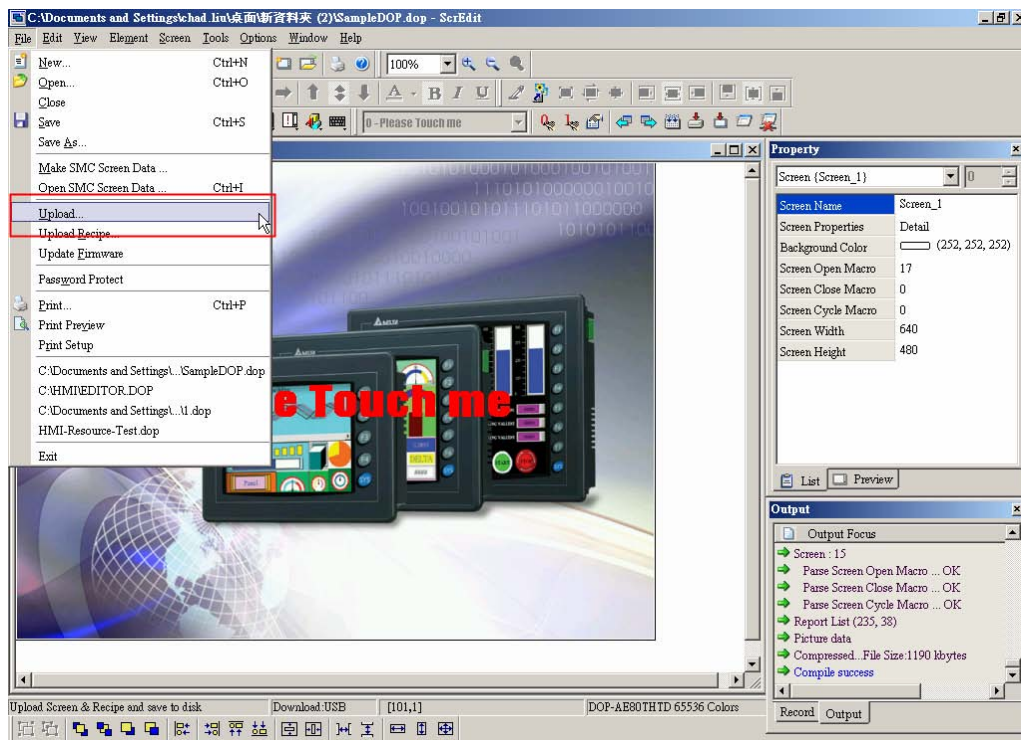 C:\Documents and Settings\chad.liu\桌面\新資料夾 (2)\SampleDOP.dop - ScrEdit
File Edit View Element Screen Tools Options Window Help
New... Ctrl+N
Open... Ctrl+O
Close
Save Ctrl+S
Save As...
Make SMC Screen Data ...
Open SMC Screen Data ... Ctrl+I
Upload...
Upload Recipe...
Update Firmware
Password Protect
Print... Ctrl+P
Print Preview
Print Setup
C:\Documents and Settings\...\SampleDOP.dop
C:\HMI\EDITOR.DOP
C:\Documents and Settings\...\1.dop
HMI-Resource-Test.dop
Exit
100%
A B I U
0 - Please Touch me
e Touch me
DELTA
START
Property
Screen {Screen_1} 0
Screen Name Screen_1
Screen Properties Detail
Background Color (252, 252, 252)
Screen Open Macro 17
Screen Close Macro 0
Screen Cycle Macro 0
Screen Width 640
Screen Height 480
List Preview
Output
Output Focus
Screen : 15
Parse Screen Open Macro ... OK
Parse Screen Close Macro ... OK
Parse Screen Cycle Macro ... OK
Report List (235, 38)
Picture data
Compressed...File Size:1190 kbytes
Compile success
Record Output
Upload Screen & Recipe and save to disk Download:USB [101,1] DOP-AE80THTD 65536 Colors